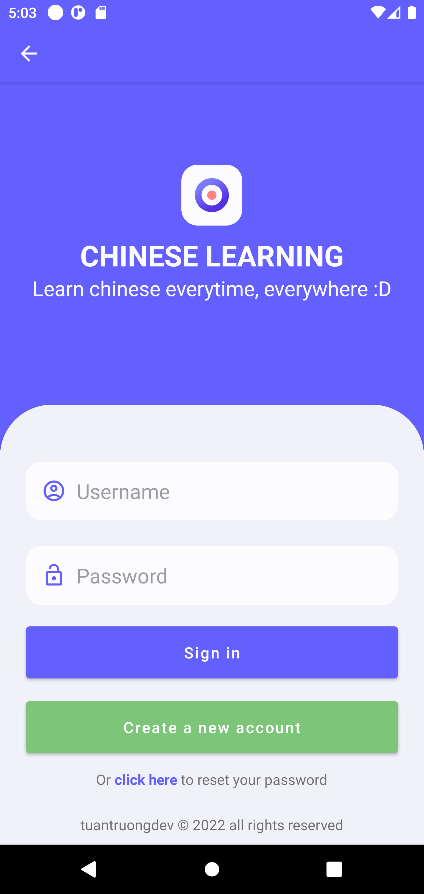 5:03
CHINESE LEARNING
Learn chinese everytime, everywhere :D
Username
Password
Sign in
Create a new account
Or click here to reset your password
tuantruongdev © 2022 all rights reserved